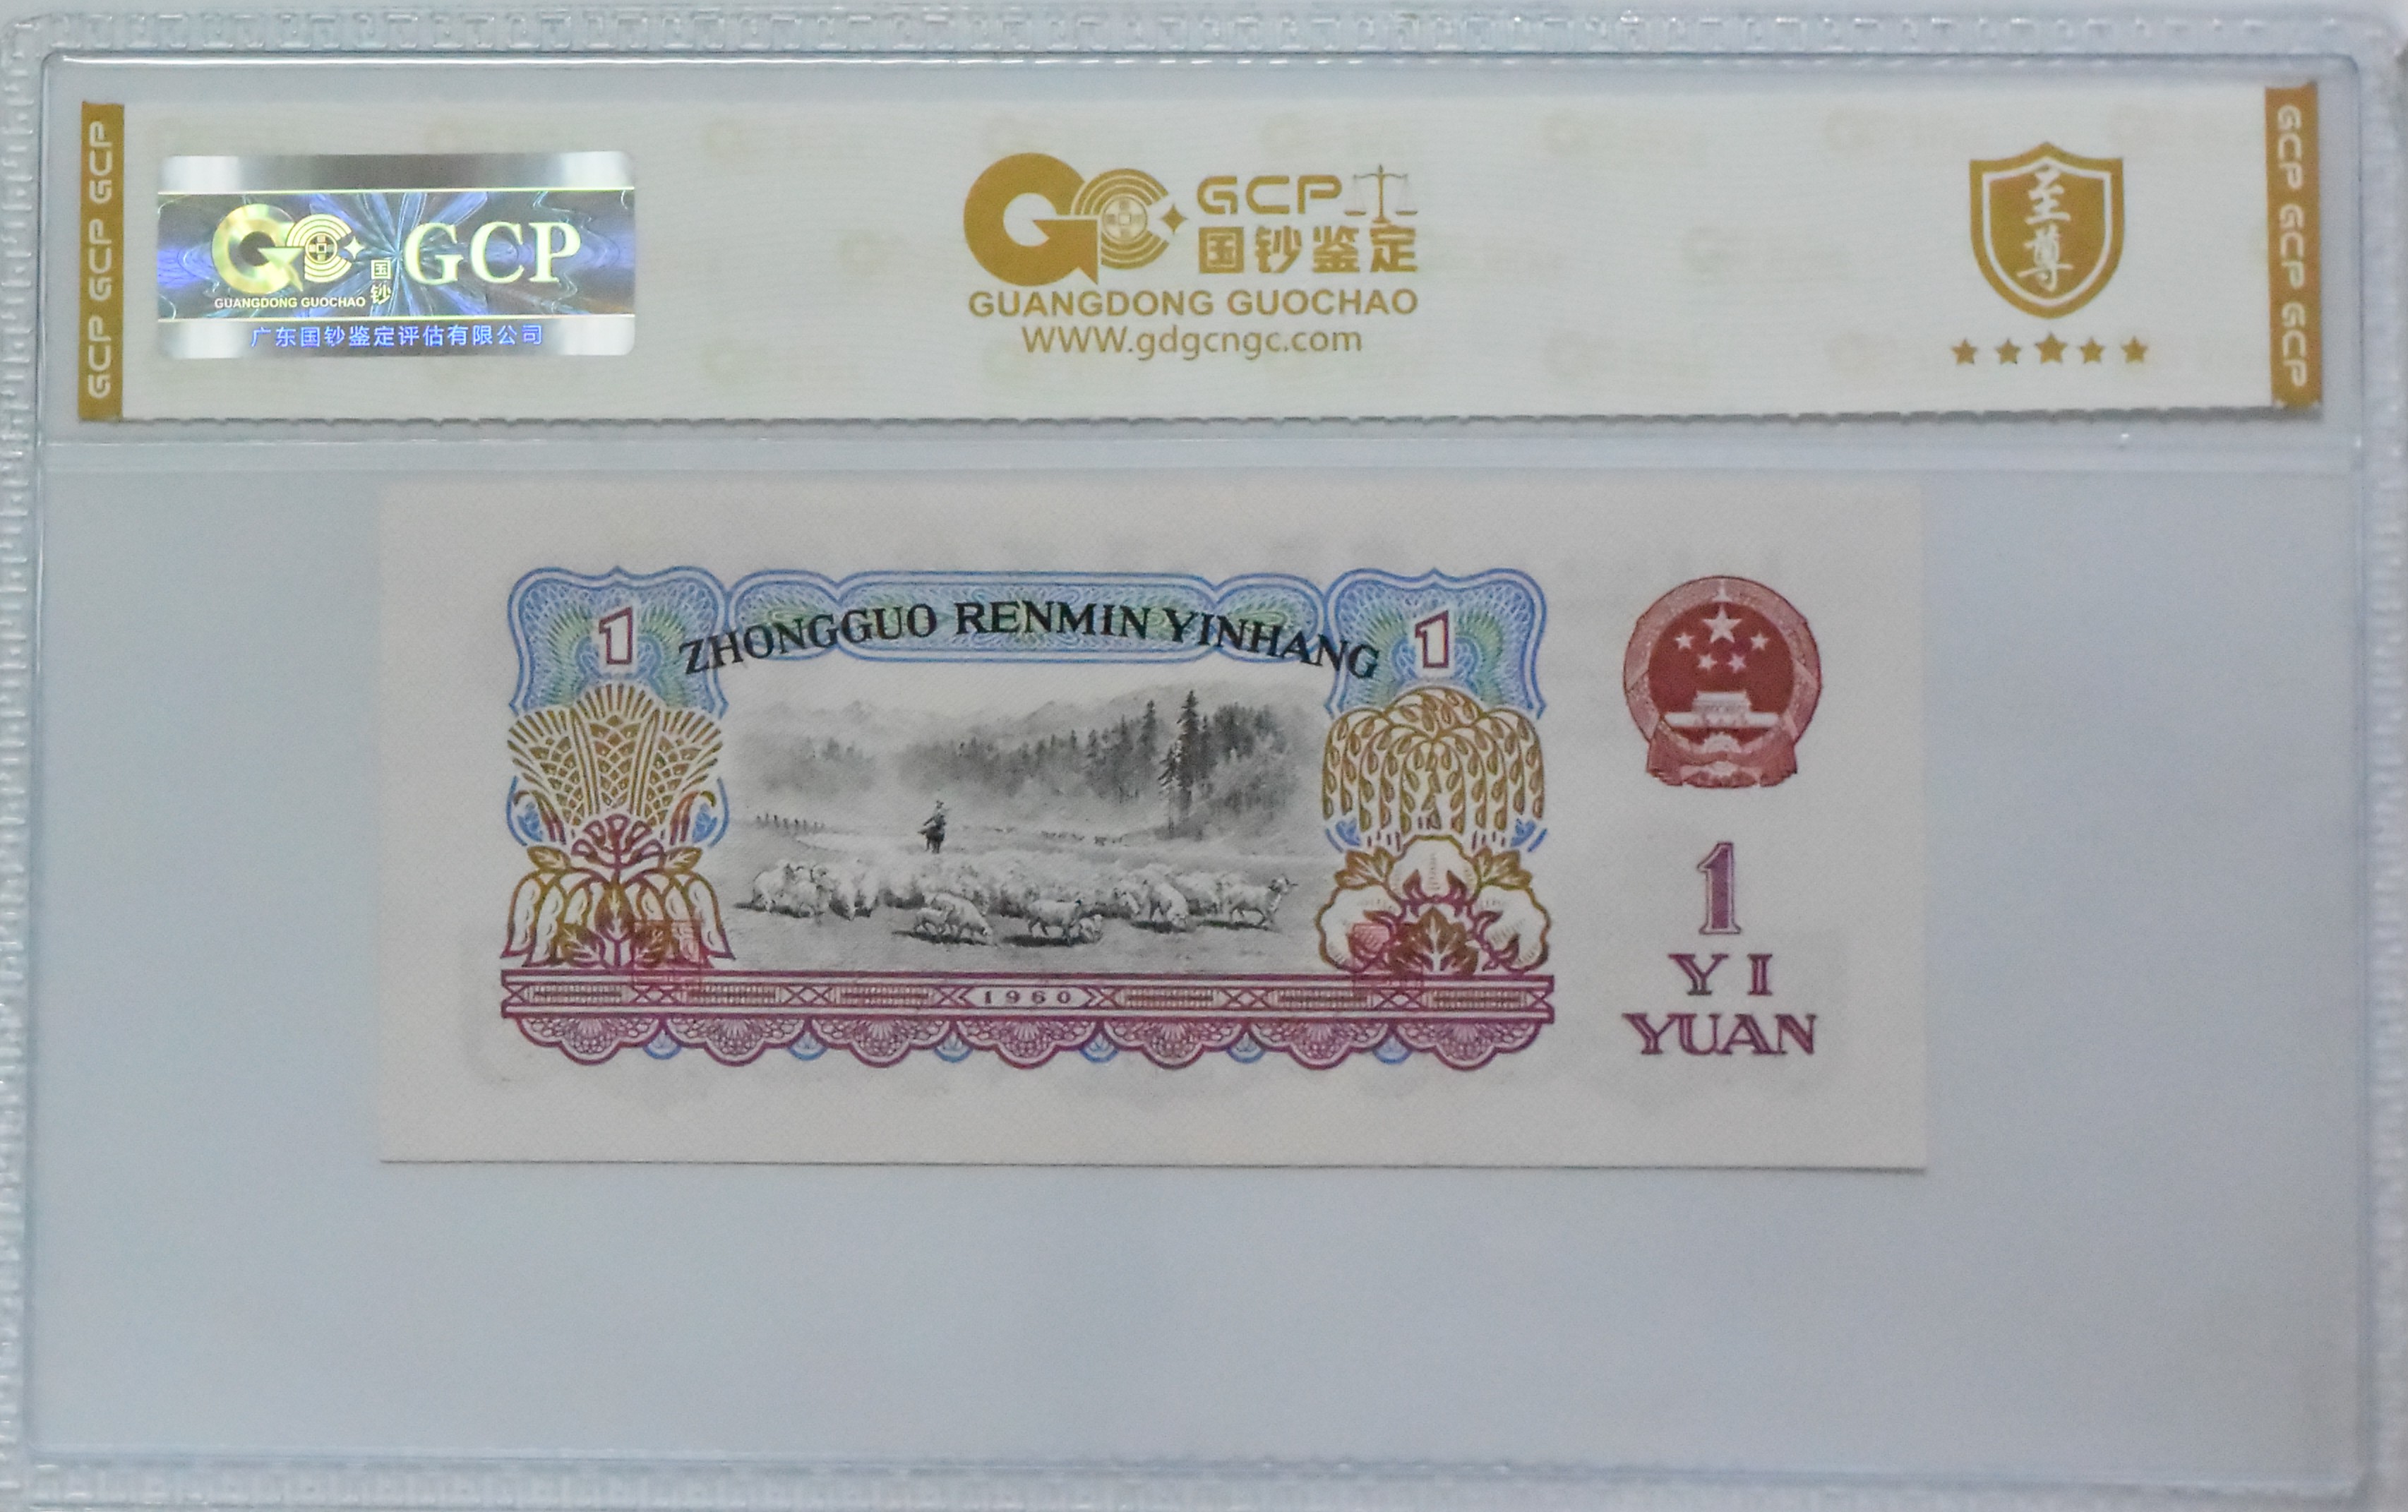 GCP GCP GCP
国钞 GCP
GUANGDONG GUOCHAO
广东国钞鉴定评估有限公司
GCP
国钞鉴定
GUANGDONG GUOCHAO
WWW.gdgcngc.com
至尊
GCP GCP GCP
1
ZHONGGUO RENMIN YINHANG
1
1960
1
YI
YUAN